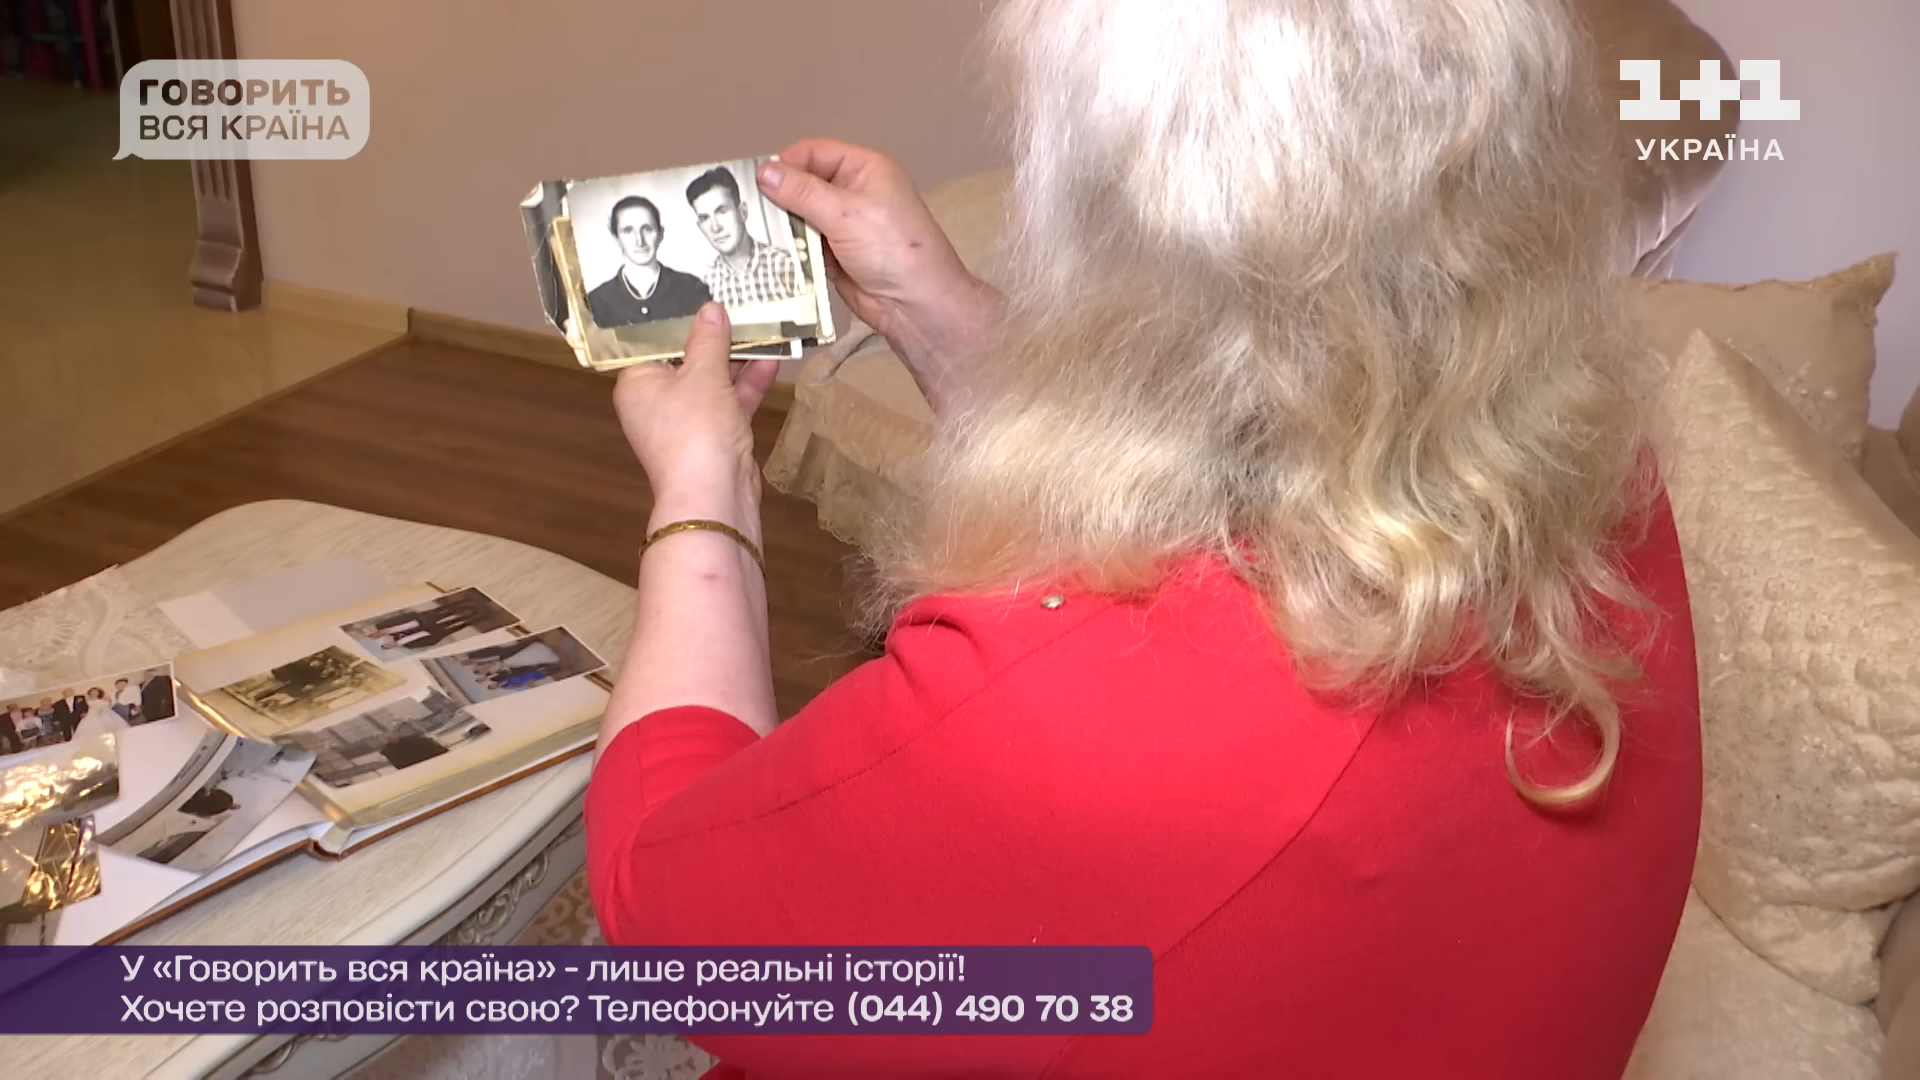 ГОВОРИТЬ
ВСЯ КРАЇНА
1+1
УКРАЇНА
У «Говорить вся країна» - лише реальні історії!
Хочете розповісти свою? Телефонуйте (044) 490 70 38